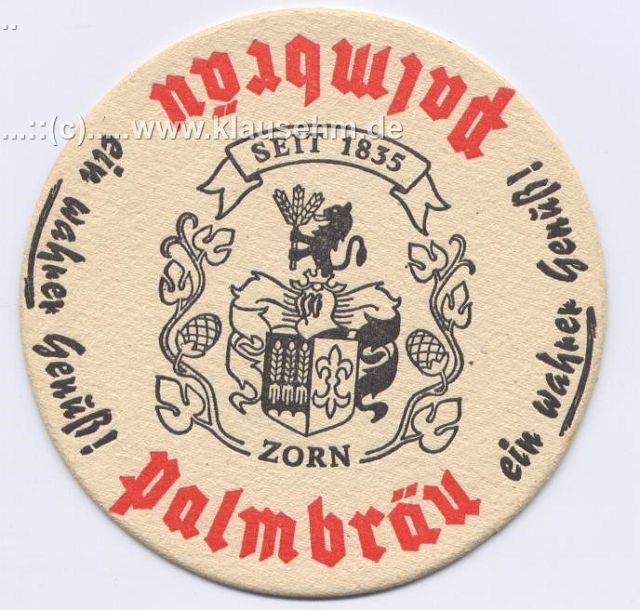 Palmbräu
...::(c).....www.klausehm.de
...
SEIT 1835
ein wahrer Genuß!
ein wahrer Genuß!
ZORN
Palmbräu